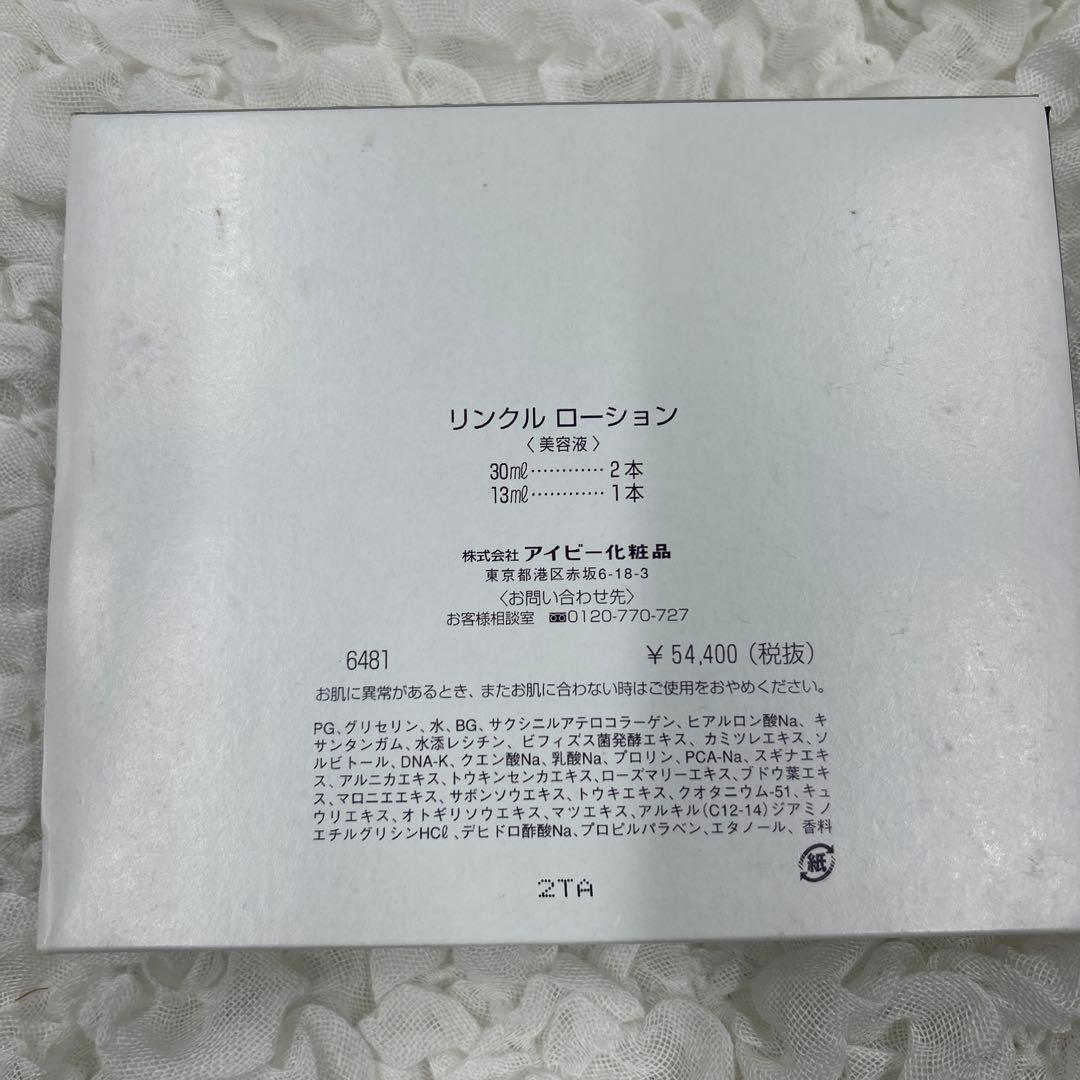 リンクル ローション
〈美容液〉
30㎖…………2本
13㎖…………1本
株式会社 アイビー化粧品
東京都港区赤坂6-18-3
〈お問い合わせ先〉
お客様相談室 0120-770-727
6481 ¥54,400（税抜）
お肌に異常があるとき、またお肌に合わない時はご使用をおやめください。
PG、グリセリン、水、BG、サクシニルアテロコラーゲン、ヒアルロン酸Na、キ
サンタンガム、水添レシチン、ビフィズス菌発酵エキス、カミツレエキス、ソ
ルビトール、DNA-K、クエン酸Na、乳酸Na、プロリン、PCA-Na、スギナエキ
ス、アルニカエキス、トウキンセンカエキス、ローズマリーエキス、ブドウ葉エキ
ス、マロニエエキス、サボンソウエキス、トウキエキス、クオタニウム-51、キュ
ウリエキス、オトギリソウエキス、マツエキス、アルキル(C12-14)ジアミノ
エチルグリシンHCℓ、デヒドロ酢酸Na、プロピルパラベン、エタノール、香料
紙
2TA